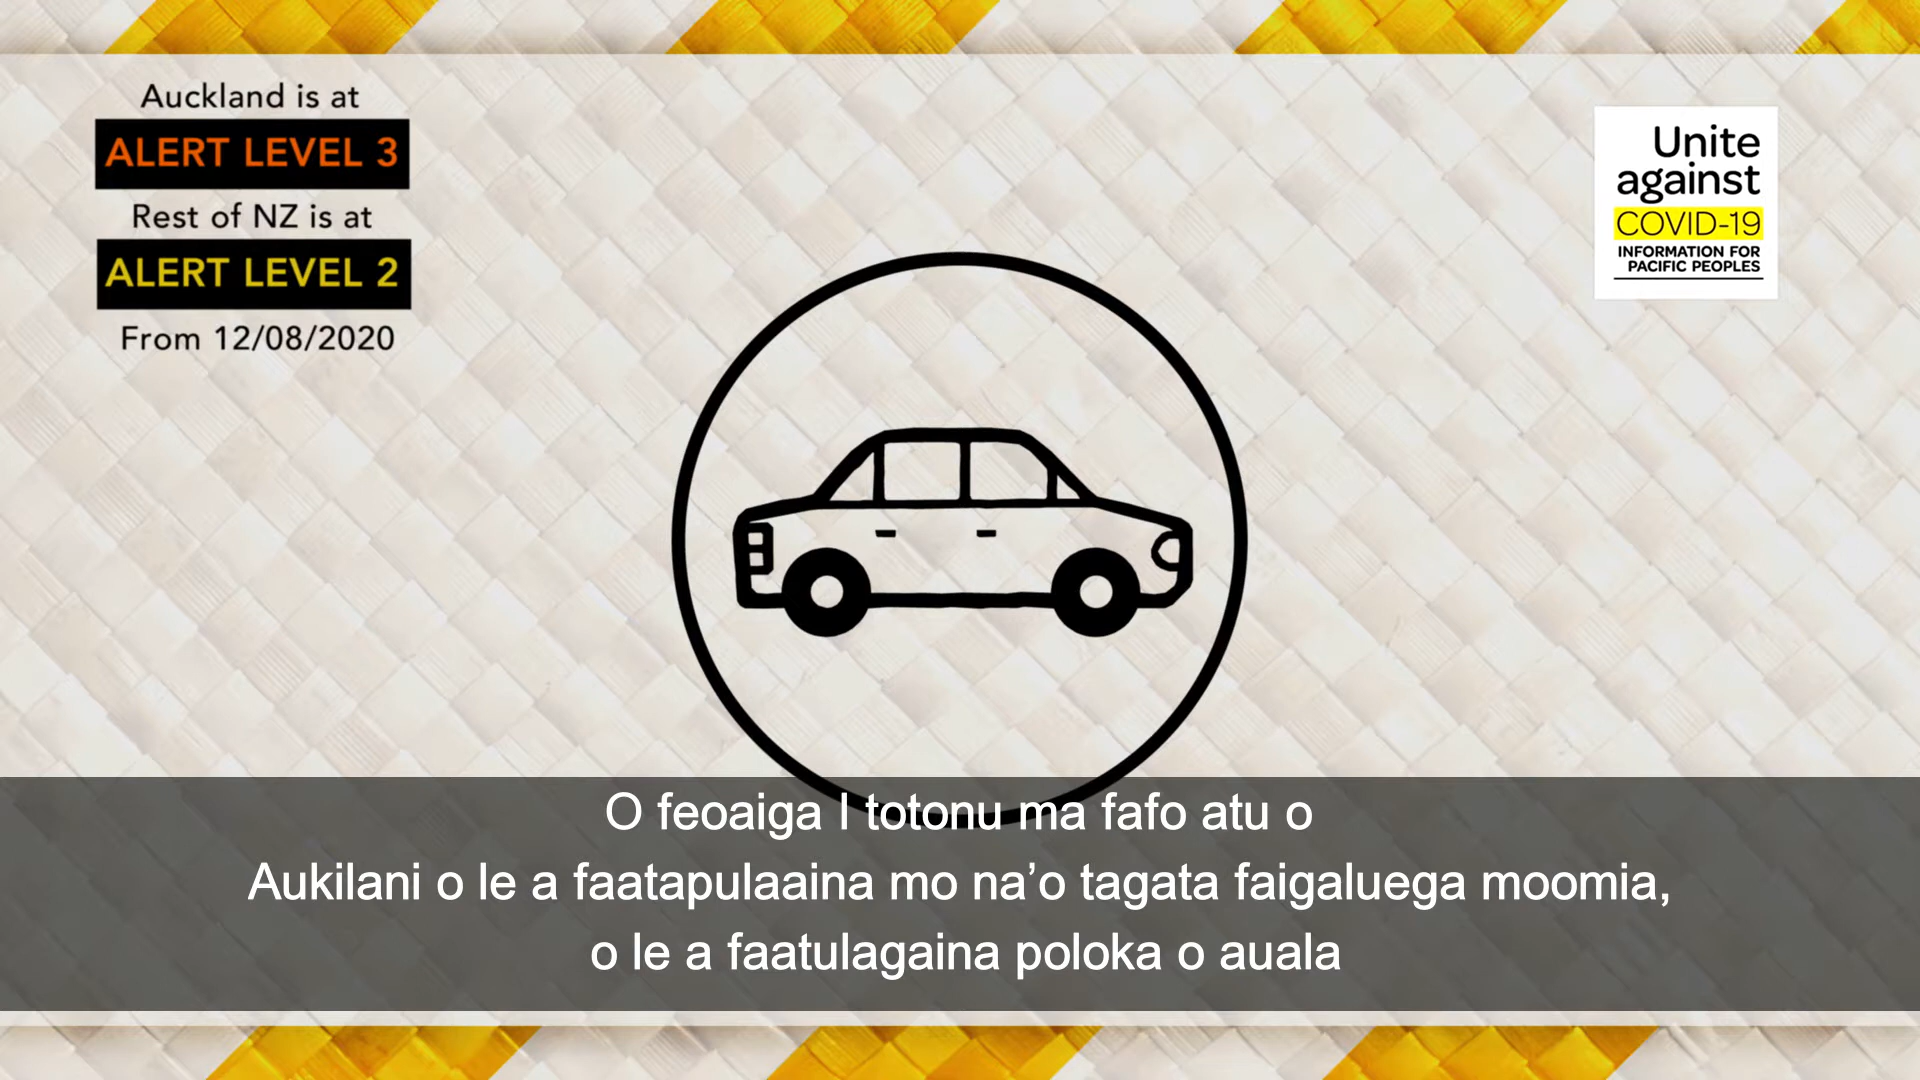 Auckland is at
ALERT LEVEL 3
Rest of NZ is at
ALERT LEVEL 2
From 12/08/2020
Unite
against
COVID-19
INFORMATION FOR
PACIFIC PEOPLES
O feoaiga I totonu ma fafo atu o
Aukilani o le a faatapulaaina mo na’o tagata faigaluega moomia,
o le a faatulagaina poloka o auala